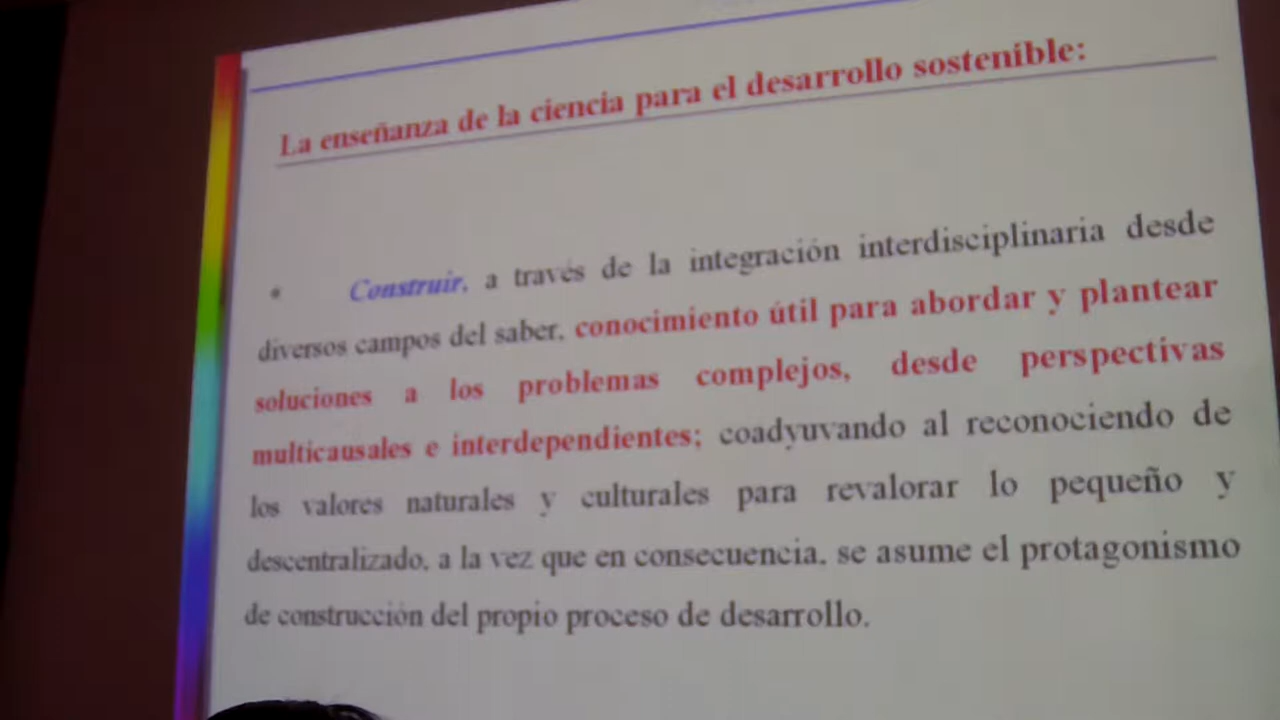 La enseñanza de la ciencia para el desarrollo sostenible:
• Construir, a través de la integración interdisciplinaria desde
diversos campos del saber, conocimiento útil para abordar y plantear
soluciones a los problemas complejos, desde perspectivas
multicausales e interdependientes; coadyuvando al reconociendo de
los valores naturales y culturales para revalorar lo pequeño y
descentralizado, a la vez que en consecuencia, se asume el protagonismo
de construcción del propio proceso de desarrollo.